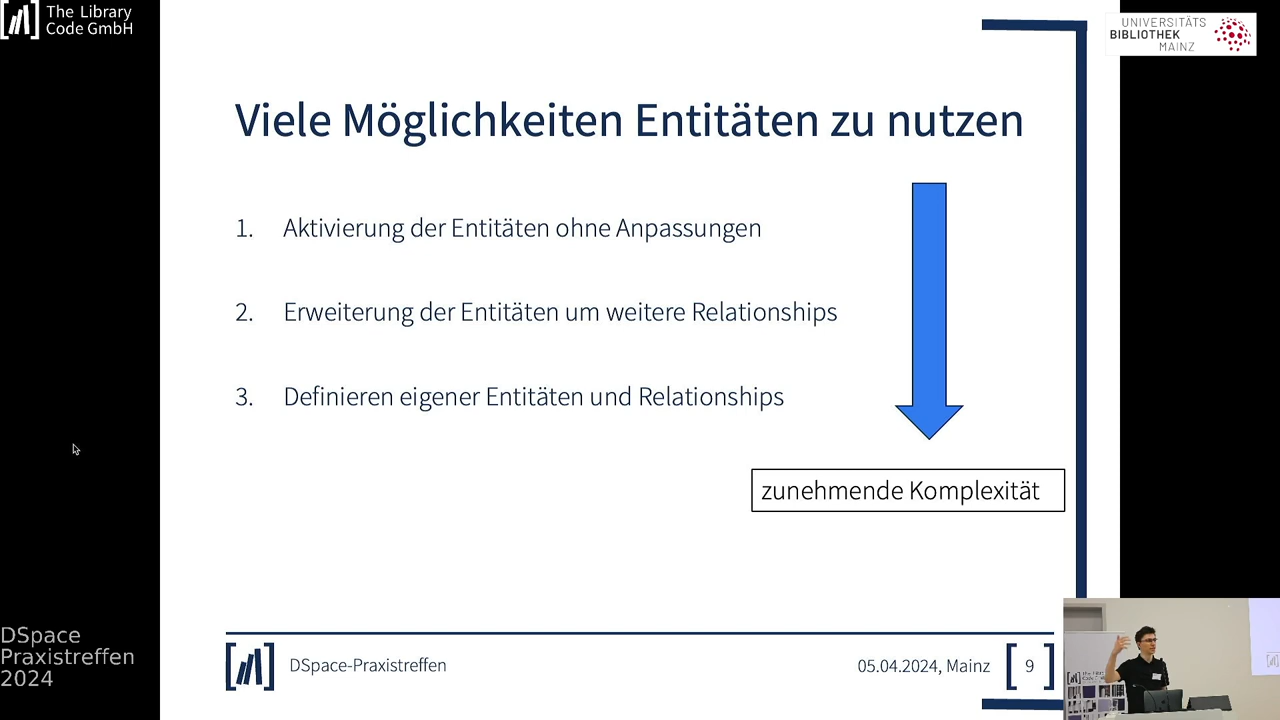 The Library
Code GmbH
UNIVERSITÄTS
BIBLIOTHEK
MAINZ
Viele Möglichkeiten Entitäten zu nutzen
1. Aktivierung der Entitäten ohne Anpassungen
2. Erweiterung der Entitäten um weitere Relationships
3. Definieren eigener Entitäten und Relationships
zunehmende Komplexität
DSpace
Praxistreffen
2024
DSpace-Praxistreffen
05.04.2024, Mainz
9